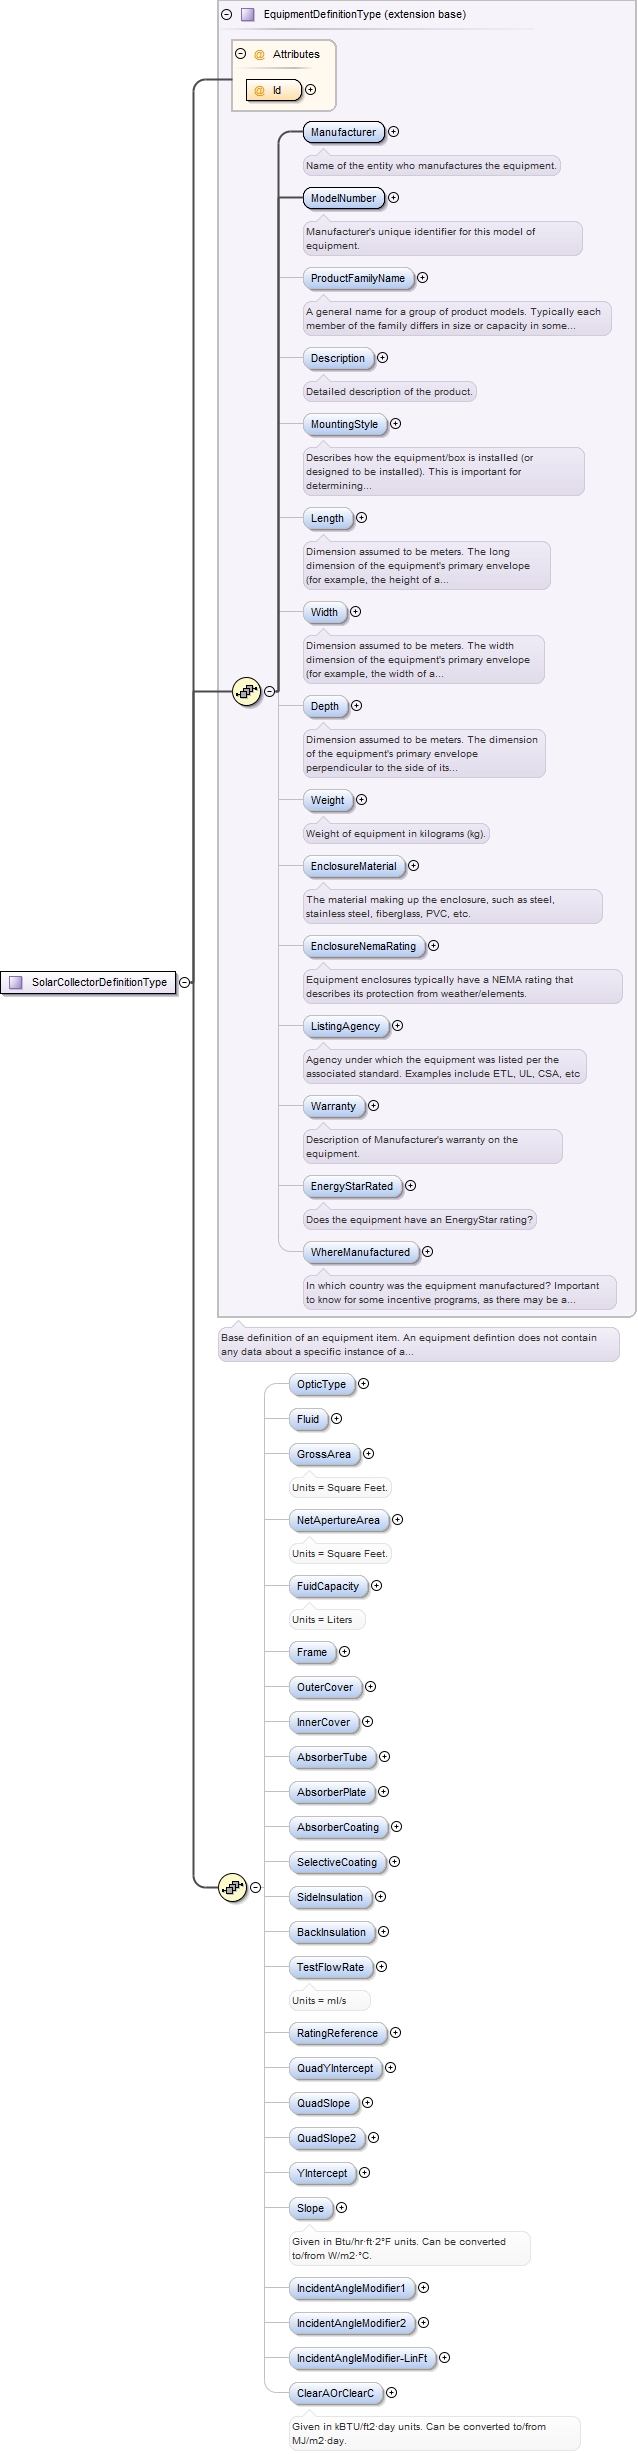 EquipmentDefinitionType (extension base)
@ Attributes
@ Id
Manufacturer
Name of the entity who manufactures the equipment.
ModelNumber
Manufacturer's unique identifier for this model of
equipment.
ProductFamilyName
A general name for a group of product models. Typically each
member of the family differs in size or capacity in some...
Description
Detailed description of the product.
MountingStyle
Describes how the equipment/box is installed (or
designed to be installed). This is important for
determining...
Length
Dimension assumed to be meters. The long
dimension of the equipment's primary envelope
(for example, the height of a...
Width
Dimension assumed to be meters. The width
dimension of the equipment's primary envelope
(for example, the width of a...
Depth
Dimension assumed to be meters. The dimension
of the equipment's primary envelope
perpendicular to the side of its...
Weight
Weight of equipment in kilograms (kg).
EnclosureMaterial
The material making up the enclosure, such as steel,
stainless steel, fiberglass, PVC, etc.
EnclosureNemaRating
Equipment enclosures typically have a NEMA rating that
describes its protection from weather/elements.
SolarCollectorDefinitionType
ListingAgency
Agency under which the equipment was listed per the
associated standard. Examples include ETL, UL, CSA, etc
Warranty
Description of Manufacturer's warranty on the
equipment.
EnergyStarRated
Does the equipment have an EnergyStar rating?
WhereManufactured
In which country was the equipment manufactured? Important
to know for some incentive programs, as there may be a...
Base definition of an equipment item. An equipment defintion does not contain
any data about a specific instance of a...
OpticType
Fluid
GrossArea
Units = Square Feet.
NetApertureArea
Units = Square Feet.
FuidCapacity
Units = Liters
Frame
OuterCover
InnerCover
AbsorberTube
AbsorberPlate
AbsorberCoating
SelectiveCoating
SideInsulation
BackInsulation
TestFlowRate
Units = ml/s
RatingReference
QuadYIntercept
QuadSlope
QuadSlope2
YIntercept
Slope
Given in Btu/hr·ft·2°F units. Can be converted
to/from W/m2·°C.
IncidentAngleModifier1
IncidentAngleModifier2
IncidentAngleModifier-LinFt
ClearAOrClearC
Given in kBTU/ft2·day units. Can be converted to/from
MJ/m2·day.